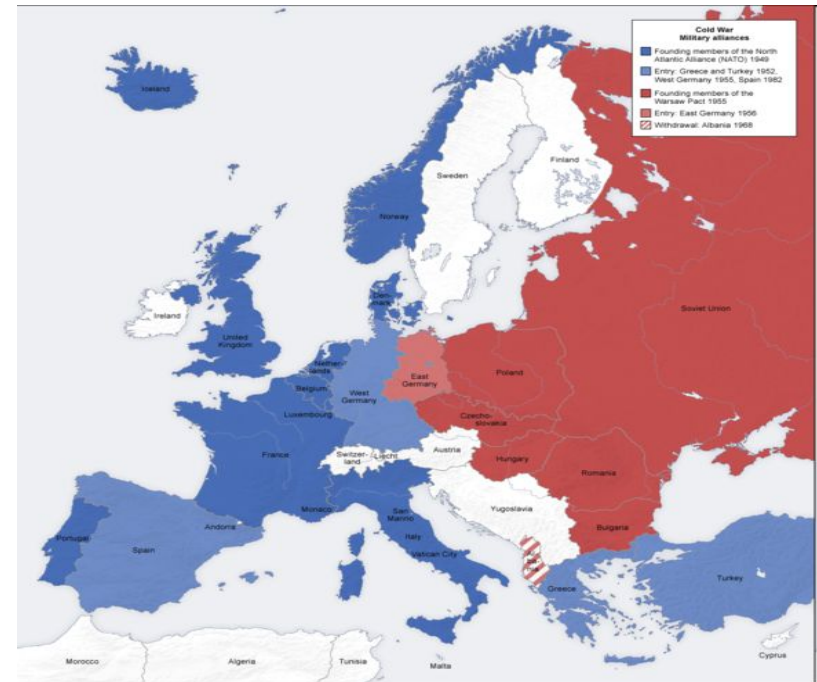 Cold War
Military alliances
Founding members of the North
Atlantic Alliance (NATO) 1949
Entry: Greece and Turkey 1952,
West Germany 1955, Spain 1982
Founding members of the
Warsaw Pact 1955
Entry: East Germany 1956
Withdrawal: Albania 1968
Iceland
Finland
Sweden
Norway
Ireland
Den-
mark
Soviet Union
United
Kingdom
Nether-
lands
Poland
East
Germany
Belgium
West
Germany
Luxembourg
Czecho-
slovakia
France
Switzer-
land
Liecht
Austria
Hungary
Romania
Monaco
San
Marino
Yugoslavia
Andorra
Bulgaria
Portugal
Spain
Italy
Vatican City
Greece
Turkey
Morocco
Algeria
Tunisia
Malta
Cyprus